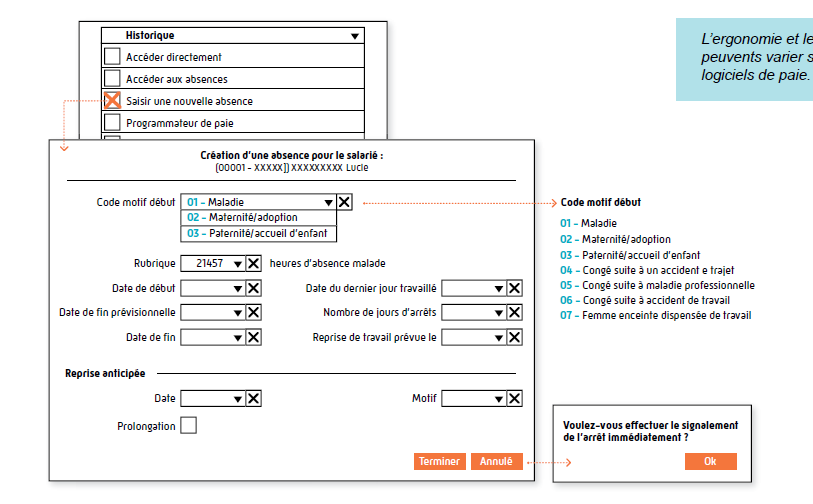 Historique
Accéder directement
Accéder aux absences
Saisir une nouvelle absence
Programmateur de paie
L'ergonomie et le
peuvents varier s
logiciels de paie.
Création d'une absence pour le salarié :
(00001 - XXXXX]) XXXXXXXXX Lucie
Code motif début
01 - Maladie
02 - Maternité/adoption
03 - Paternité/accueil d'enfant
Rubrique 21457 heures d'absence malade
Date de début Date du dernier jour travaillé
Date de fin prévisionnelle Nombre de jours d'arrêts
Date de fin Reprise de travail prévue le
Reprise anticipée
Date Motif
Prolongation
Terminer Annulé
Code motif début
01 - Maladie
02 - Maternité/adoption
03 - Paternité/accueil d'enfant
04 - Congé suite à un accident e trajet
05 - Congé suite à maladie professionnelle
06 - Congé suite à accident de travail
07 - Femme enceinte dispensée de travail
Voulez-vous effectuer le signalement
de l'arrêt immédiatement ?
Ok